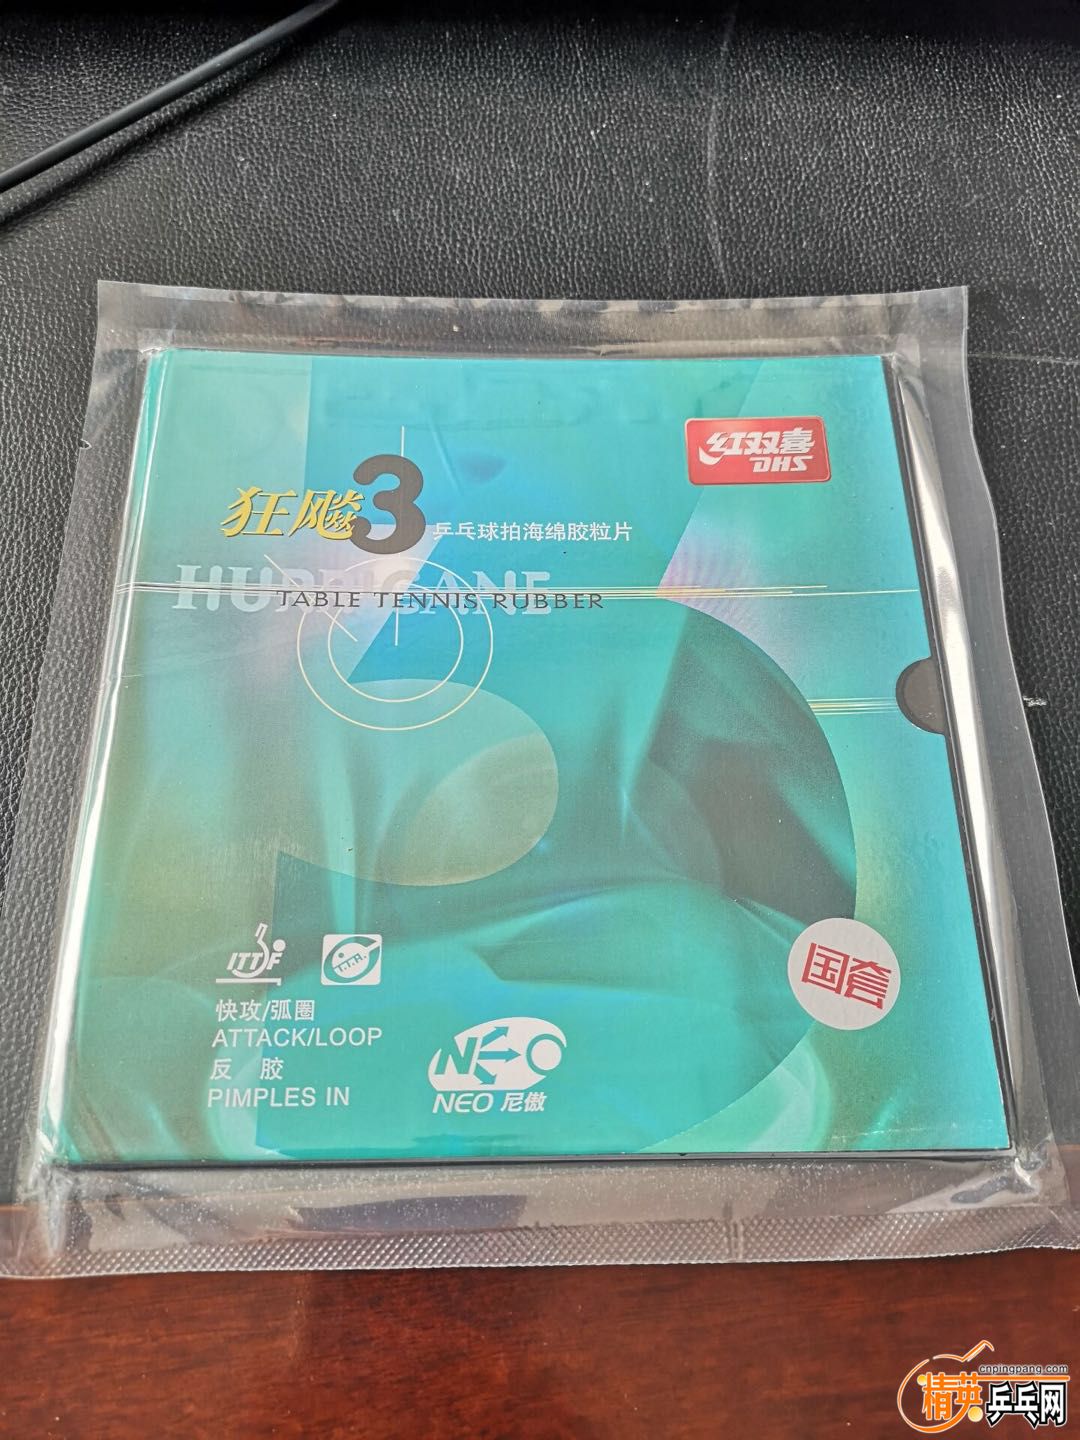 红双喜
DHS
狂飚3
乒乓球拍海绵胶粒片
HURRICANE
TABLE TENNIS RUBBER
ITTF
T.T.A.
快攻/弧圈
ATTACK/LOOP
反 胶
PIMPLES IN
NEO
NEO 尼傲
国套
cnpingpang.com
精英乒乓网